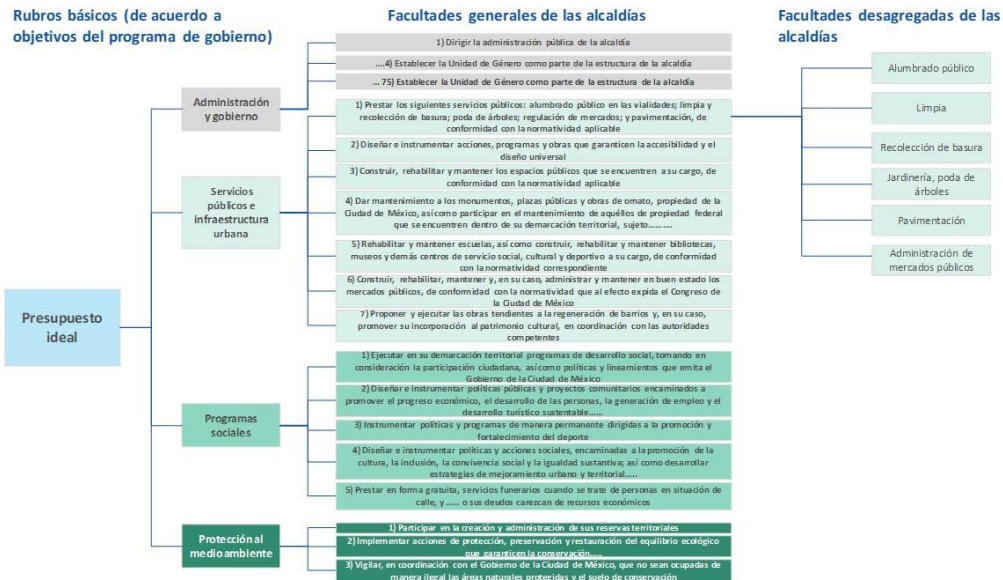 Rubros básicos (de acuerdo a
objetivos del programa de gobierno)
Facultades generales de las alcaldías
Facultades desagregadas de las
alcaldías
Presupuesto
ideal
Administración
y gobierno
1) Dirigir la administración pública de la alcaldía
....4) Establecer la Unidad de Género como parte de la estructura de la alcaldía
... 75) Establecer la Unidad de Género como parte de la estructura de la alcaldía
Servicios
públicos e
infraestructura
urbana
1) Prestar los siguientes servicios públicos: alumbrado público en las vialidades; limpia y
recolección de basura; poda de árboles; regulación de mercados; y pavimentación, de
conformidad con la normatividad aplicable
2) Diseñar e instrumentar acciones, programas y obras que garanticen la accesibilidad y el
diseño universal
3) Construir, rehabilitar y mantener los espacios públicos que se encuentren a su cargo, de
conformidad con la normatividad aplicable
4) Dar mantenimiento a los monumentos, plazas públicas y obras de ornato, propiedad de la
Ciudad de México, así como participar en el mantenimiento de aquéllos de propiedad federal
que se encuentren dentro de su demarcación territorial, sujeto..........
5) Rehabilitar y mantener escuelas, así como construir, rehabilitar y mantener bibliotecas,
museos y demás centros de servicio social, cultural y deportivo a su cargo, de conformidad
con la normatividad correspondiente
6) Construir, rehabilitar, mantener y, en su caso, administrar y mantener en buen estado los
mercados públicos, de conformidad con la normatividad que al efecto expida el Congreso de
la Ciudad de México
7) Proponer y ejecutar las obras tendientes a la regeneración de barrios y, en su caso,
promover su incorporación al patrimonio cultural, en coordinación con las autoridades
competentes
Alumbrado público
Limpia
Recolección de basura
Jardinería, poda de
árboles
Pavimentación
Administración de
mercados públicos
Programas
sociales
1) Ejecutar en su demarcación territorial programas de desarrollo social, tomando en
consideración la participación ciudadana, así como políticas y lineamientos que emita el
Gobierno de la Ciudad de México
2) Diseñar e instrumentar políticas públicas y proyectos comunitarios encaminados a
promover el progreso económico, el desarrollo de las personas, la generación de empleo y el
desarrollo turístico sustentable......
3) Instrumentar políticas y programas de manera permanente dirigidas a la promoción y
fortalecimiento del deporte
4) Diseñar e instrumentar políticas y acciones sociales, encaminadas a la promoción de la
cultura, la inclusión, la convivencia social y la igualdad sustantiva; así como desarrollar
estrategias de mejoramiento urbano y territorial.....
5) Prestar en forma gratuita, servicios funerarios cuando se trate de personas en situación de
calle, y ...... o sus deudos carezcan de recursos económicos
Protección al
medio ambiente
1) Participar en la creación y administración de sus reservas territoriales
2) Implementar acciones de protección, preservación y restauración del equilibrio ecológico
que garanticen la conservación.....
3) Vigilar, en coordinación con el Gobierno de la Ciudad de México, que no sean ocupadas de
manera ilegal las áreas naturales protegidas y el suelo de conservación